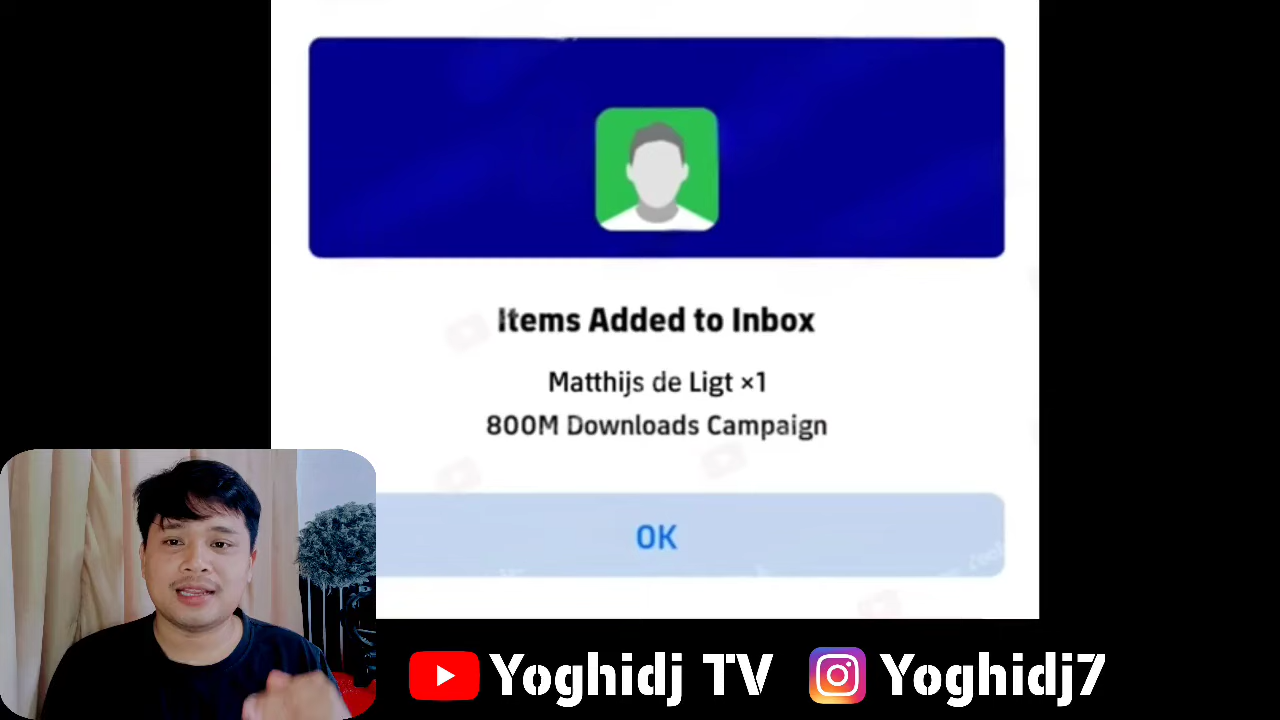 Items Added to Inbox
Matthijs de Ligt ×1
800M Downloads Campaign
OK
Yoghidj TV
Yoghidj7